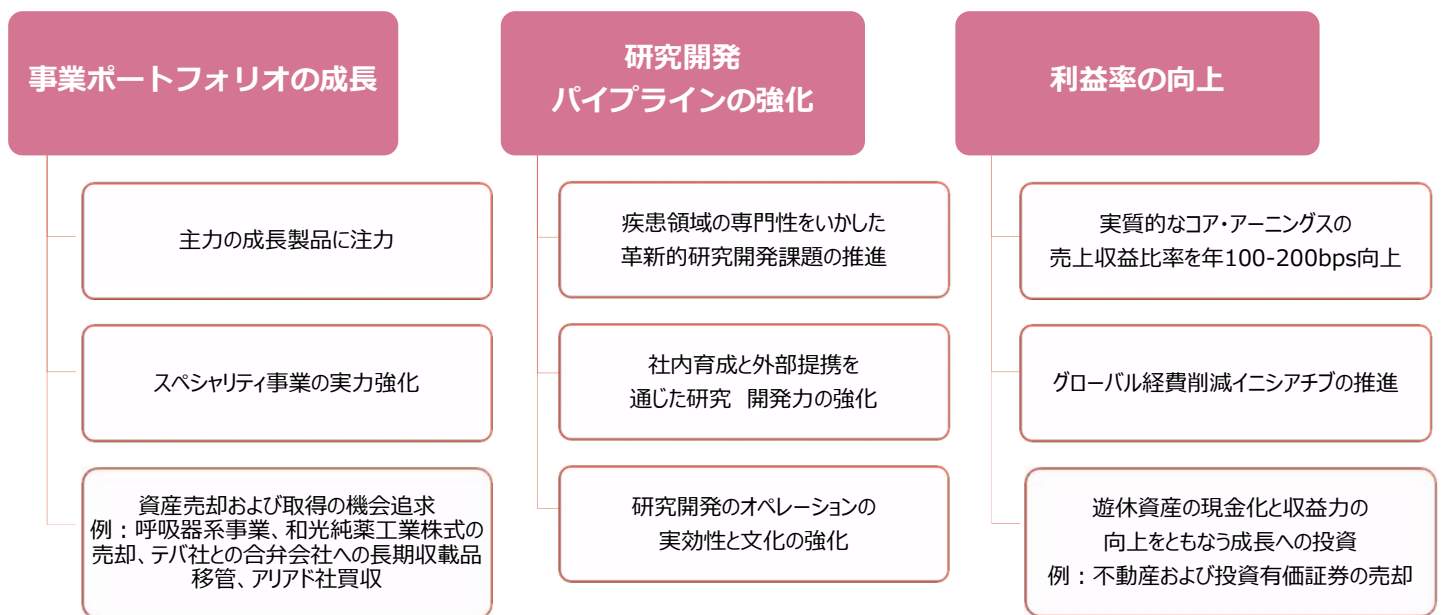 事業ポートフォリオの成長
主力の成長製品に注力
スペシャリティ事業の実力強化
資産売却および取得の機会追求
例：呼吸器系事業、和光純薬工業株式の
売却、テバ社との合弁会社への長期収載品
移管、アリアド社買収
研究開発
パイプラインの強化
疾患領域の専門性をいかした
革新的研究開発課題の推進
社内育成と外部提携を
通じた研究　開発力の強化
研究開発のオペレーションの
実効性と文化の強化
利益率の向上
実質的なコア・アーニングスの
売上収益比率を年100-200bps向上
グローバル経費削減イニシアチブの推進
遊休資産の現金化と収益力の
向上をともなう成長への投資
例：不動産および投資有価証券の売却